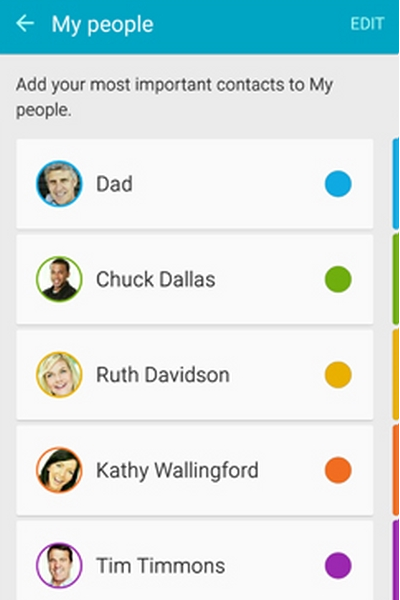 My people
EDIT
Add your most important contacts to My
people.
Dad
Chuck Dallas
Ruth Davidson
Kathy Wallingford
Tim Timmons